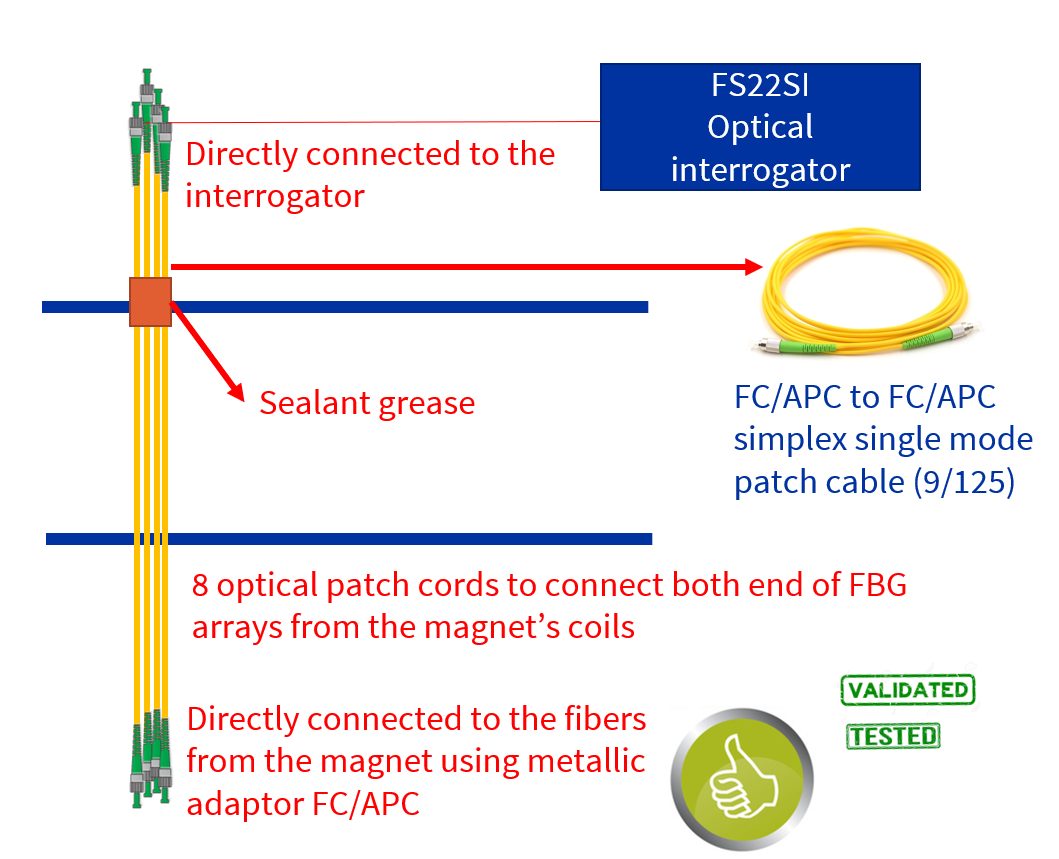 FS22SI
Optical
interrogator
Directly connected to the
interrogator
Sealant grease
FC/APC to FC/APC
simplex single mode
patch cable (9/125)
8 optical patch cords to connect both end of FBG
arrays from the magnet’s coils
VALIDATED
TESTED
Directly connected to the fibers
from the magnet using metallic
adaptor FC/APC